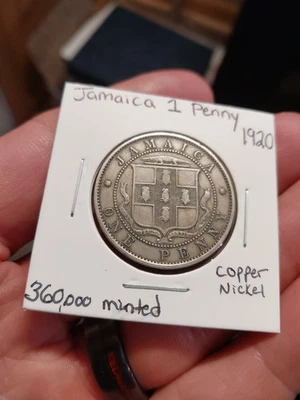 Jamaica 1 Penny
1920
JAMAICA
ONE PENNY
Copper
Nickel
360,000 minted